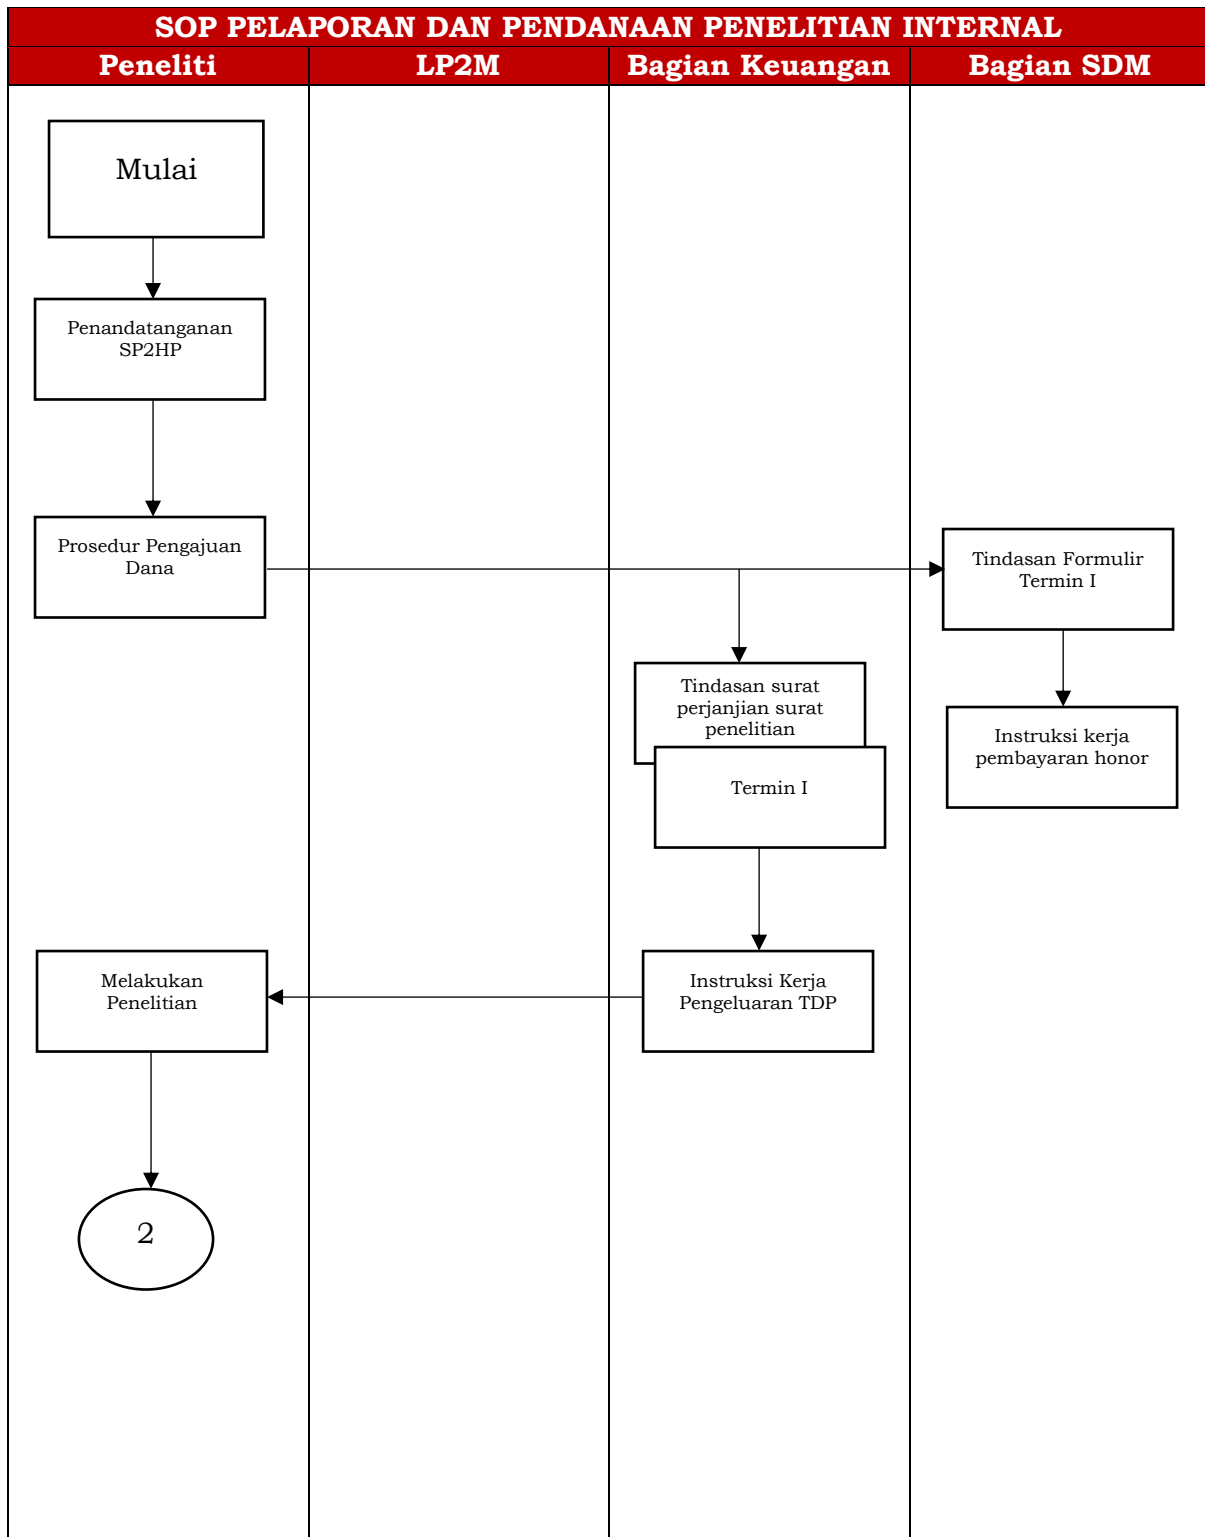 SOP PELAPORAN DAN PENDANAAN PENELITIAN INTERNAL
Peneliti
LP2M
Bagian Keuangan
Bagian SDM
Mulai
Penandatanganan
SP2HP
Prosedur Pengajuan
Dana
Tindasan Formulir
Termin I
Tindasan surat
perjanjian surat
penelitian
Termin I
Instruksi kerja
pembayaran honor
Melakukan
Penelitian
Instruksi Kerja
Pengeluaran TDP
2